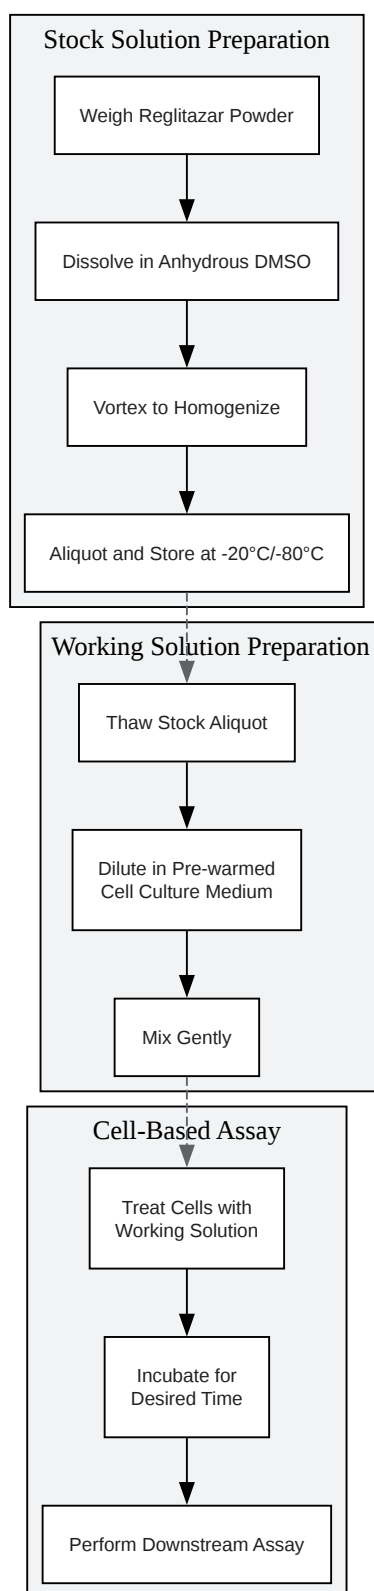 Stock Solution Preparation
Weigh Reglitazar Powder
Dissolve in Anhydrous DMSO
Vortex to Homogenize
Aliquot and Store at -20°C/-80°C
Working Solution Preparation
Thaw Stock Aliquot
Dilute in Pre-warmed
Cell Culture Medium
Mix Gently
Cell-Based Assay
Treat Cells with
Working Solution
Incubate for
Desired Time
Perform Downstream Assay